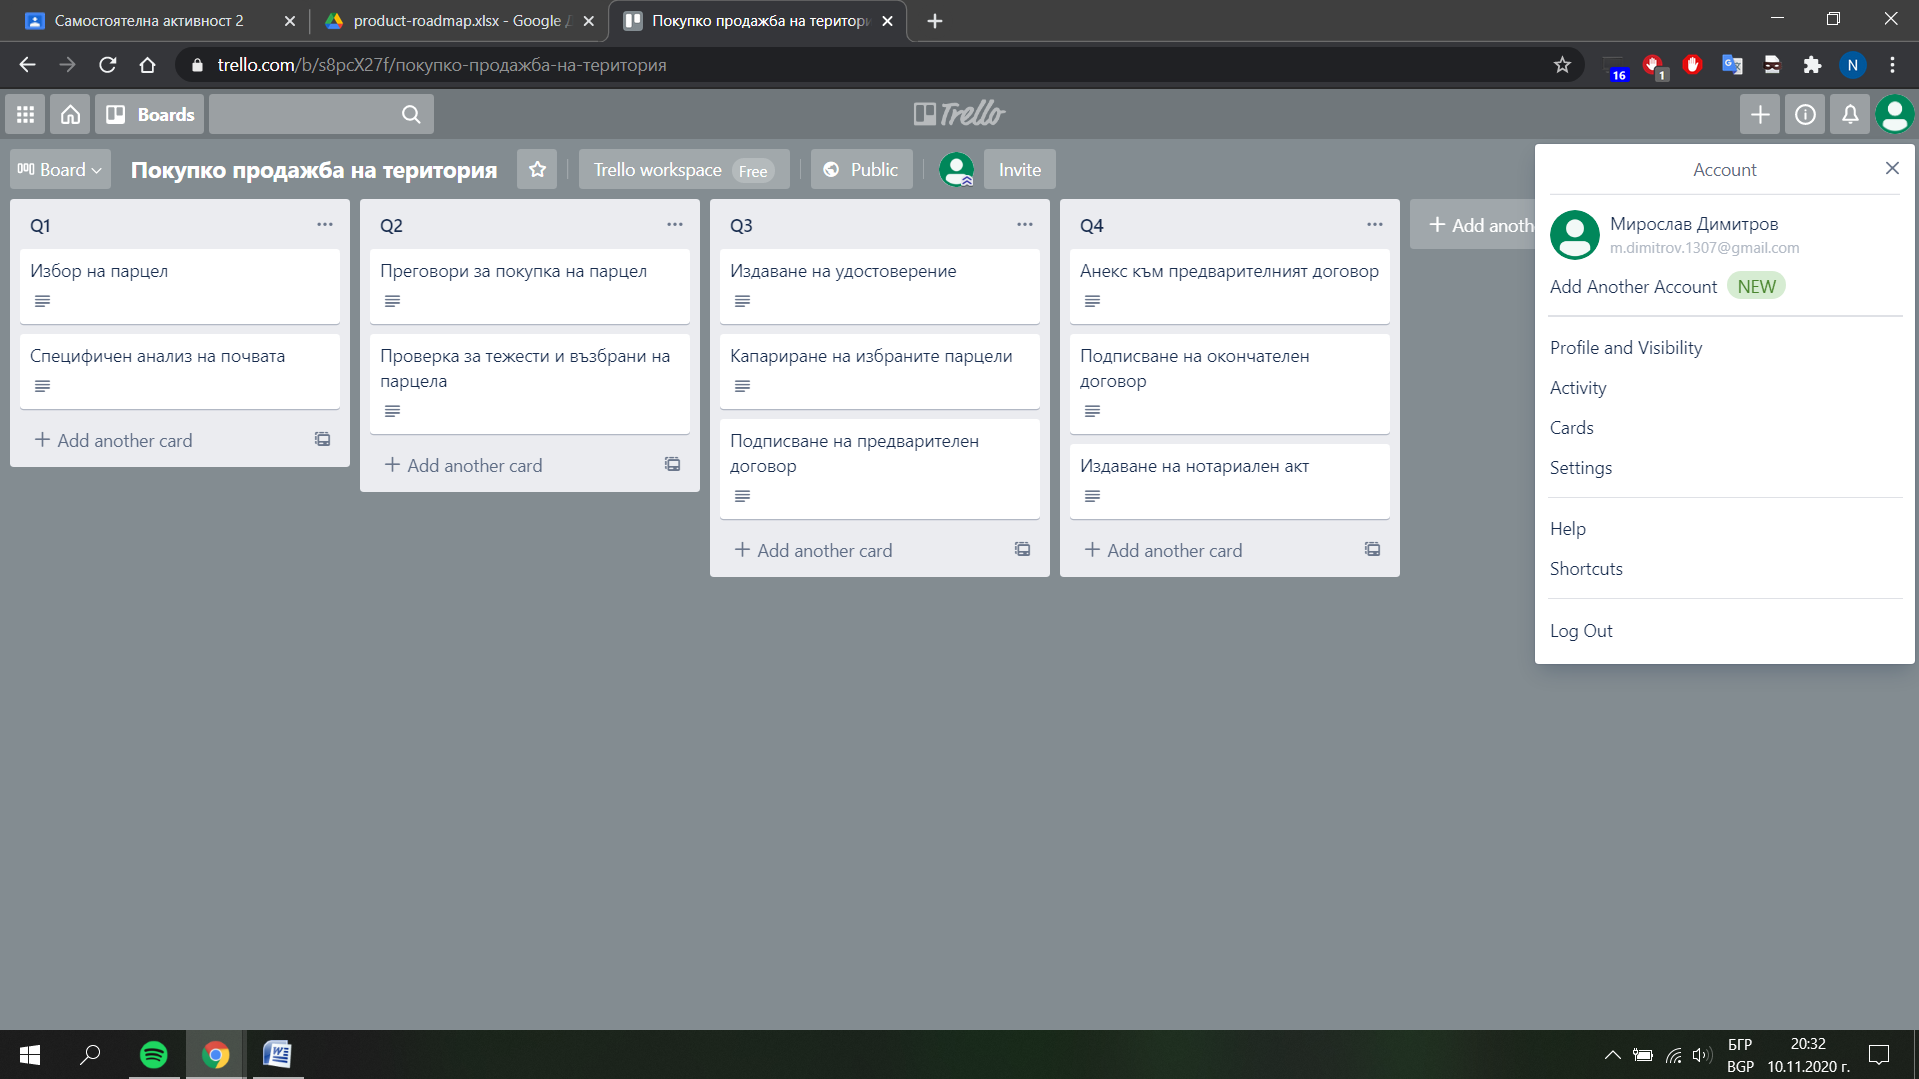 Самостоятелна активност 2
product-roadmap.xlsx - Google
Покупко продажба на
trello.com/b/s8pcX27f/покупко-продажба-на-територия
16
1
N
Boards
Trello
Board
Покупко продажба на територия
Trello workspace Free
Public
Invite
Q1
Избор на парцел
Специфичен анализ на почвата
Add another card
Q2
Преговори за покупка на парцел
Проверка за тежести и възбрани на
парцела
Add another card
Q3
Издаване на удостоверение
Капариране на избраните парцели
Подписване на предварителен
договор
Add another card
Q4
Анекс към предварителният договор
Подписване на окончателен
договор
Издаване на нотариален акт
Add another card
Add anoth
Account
Мирослав Димитров
m.dimitrov.1307@gmail.com
Add Another Account NEW
Profile and Visibility
Activity
Cards
Settings
Help
Shortcuts
Log Out
БГР
BGP
20:32
10.11.2020 г.